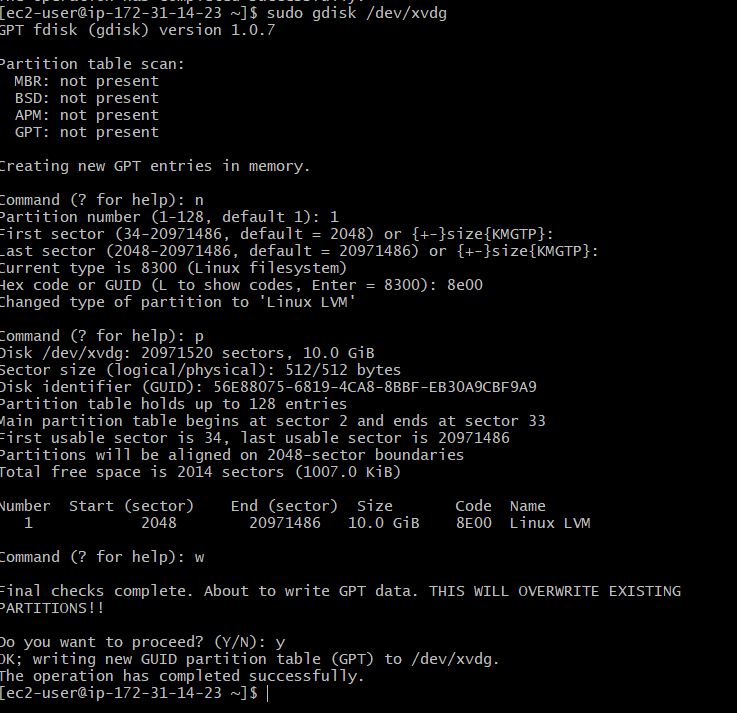 [ec2-user@ip-172-31-14-23 ~]$ sudo gdisk /dev/xvdg
GPT fdisk (gdisk) version 1.0.7
Partition table scan:
MBR: not present
BSD: not present
APM: not present
GPT: not present
Creating new GPT entries in memory.
Command (? for help): n
Partition number (1-128, default 1): 1
First sector (34-20971486, default = 2048) or {+-}size{KMGTP}:
Last sector (2048-20971486, default = 20971486) or {+-}size{KMGTP}:
Current type is 8300 (Linux filesystem)
Hex code or GUID (L to show codes, Enter = 8300): 8e00
Changed type of partition to 'Linux LVM'
Command (? for help): p
Disk /dev/xvdg: 20971520 sectors, 10.0 GiB
Sector size (logical/physical): 512/512 bytes
Disk identifier (GUID): 56E88075-6819-4CA8-8BBF-EB30A9CBF9A9
Partition table holds up to 128 entries
Main partition table begins at sector 2 and ends at sector 33
First usable sector is 34, last usable sector is 20971486
Partitions will be aligned on 2048-sector boundaries
Total free space is 2014 sectors (1007.0 KiB)
Number  Start (sector)    End (sector)  Size       Code  Name
1            2048        20971486   10.0 GiB    8E00  Linux LVM
Command (? for help): w
Final checks complete. About to write GPT data. THIS WILL OVERWRITE EXISTING
PARTITIONS!!
Do you want to proceed? (Y/N): y
OK; writing new GUID partition table (GPT) to /dev/xvdg.
The operation has completed successfully.
[ec2-user@ip-172-31-14-23 ~]$